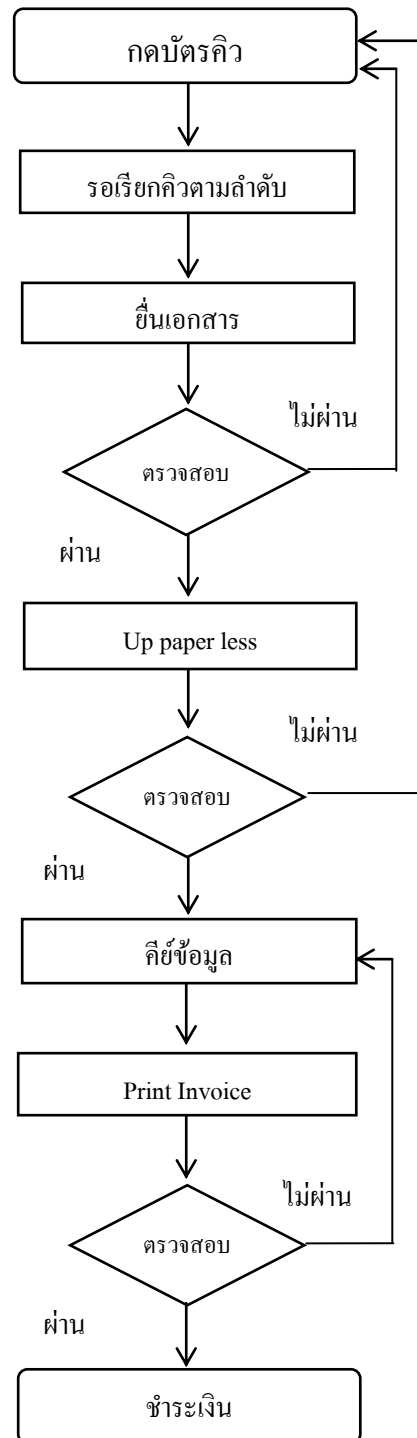 กดบัตรคิว
รอเรียกคิวตามลำดับ
ยื่นเอกสาร
ไม่ผ่าน
ตรวจสอบ
ผ่าน
Up paper less
ไม่ผ่าน
ตรวจสอบ
ผ่าน
คีย์ข้อมูล
Print Invoice
ไม่ผ่าน
ตรวจสอบ
ผ่าน
ชำระเงิน